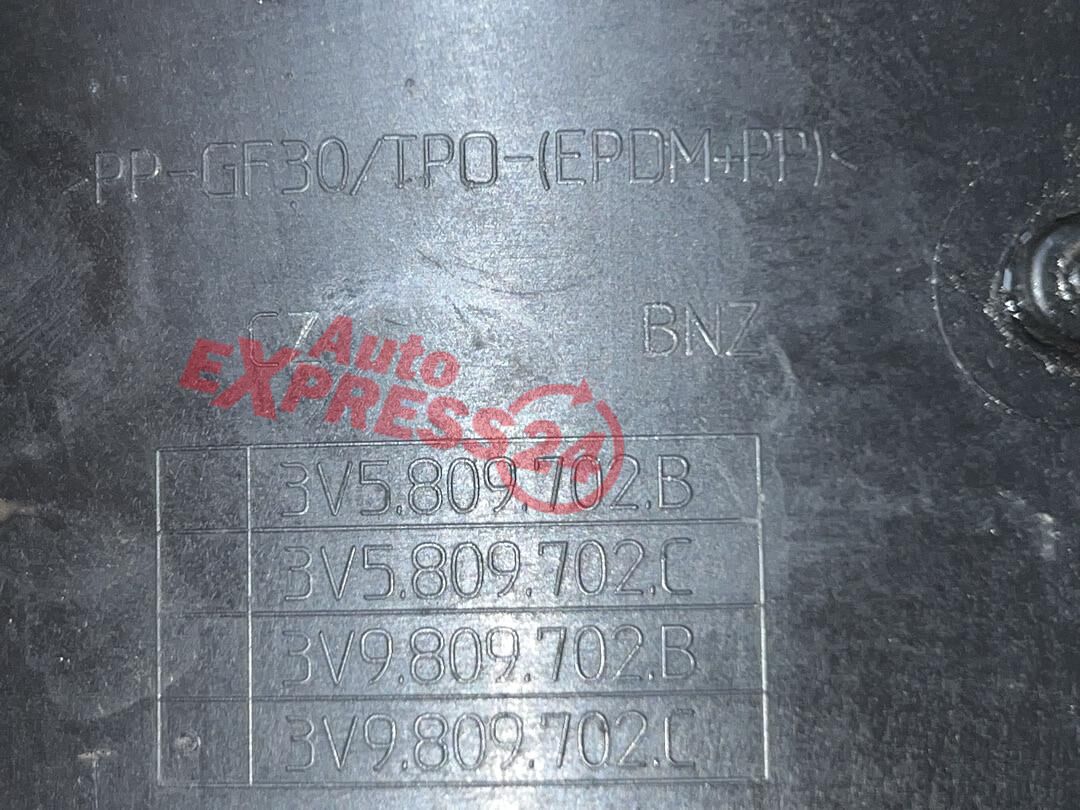 >PP-GF30/TPO-(EPDM+PP)<
CZ BNZ
Auto
EXPRESS24
3V5.809.702.B
3V5.809.702.C
3V9.809.702.B
3V9.809.702.C